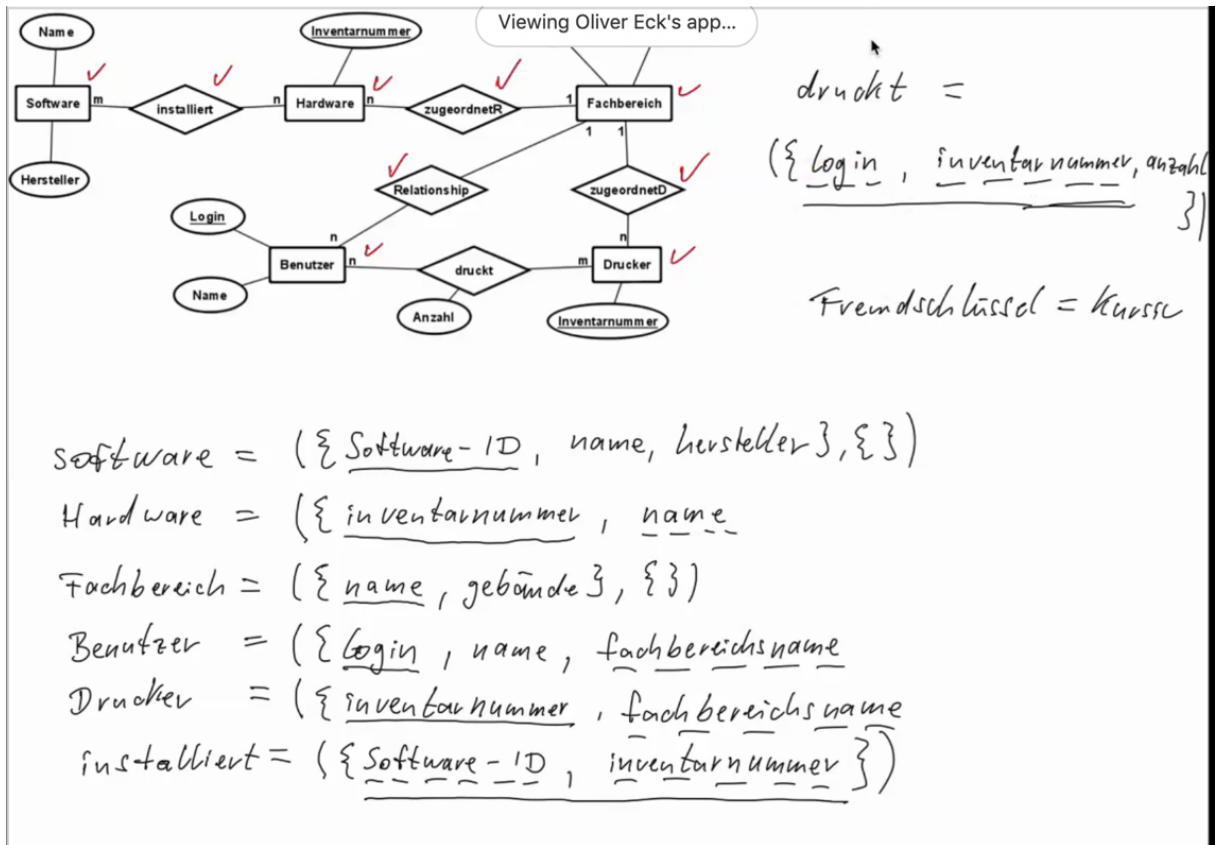 Viewing Oliver Eck's app...
Name
Inventarnummer
Software m installiert n Hardware n zugeordnetR 1 Fachbereich
1 1
Hersteller
Relationship
zugeordnetD
Login
n n
Benutzer n druckt m Drucker
Name
Anzahl
Inventarnummer
druckt =
({login, inventarnummer, anzahl
})
Fremdschlüssel = Kursiv
software = ({Software-ID, name, hersteller},{})
Hardware = ({inventarnummer, name
Fachbereich = ({name, gebäude}, {})
Benutzer = ({Login, name, fachbereichsname
Drucker = ({inventarnummer, fachbereichsname
installiert = ({Software-ID, inventarnummer})